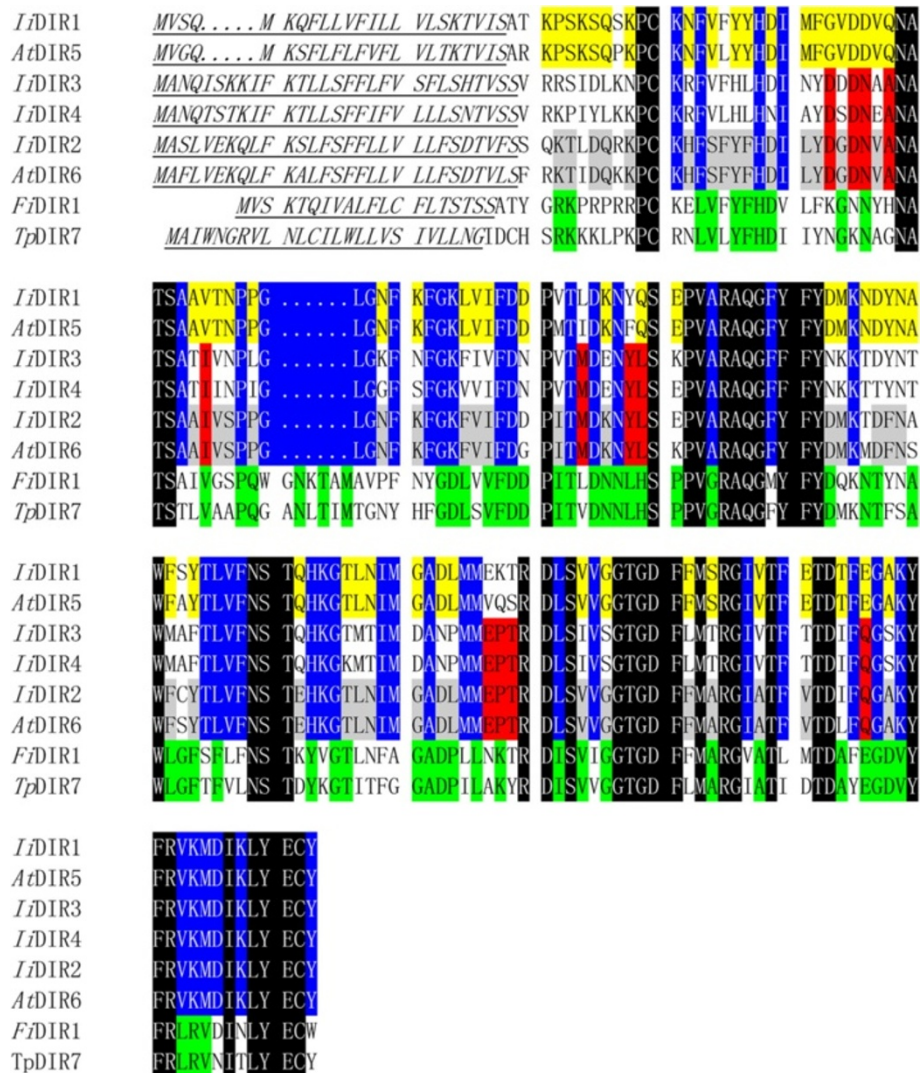 IiDIR1 MVSQ.....M KQFLLVFILL VLSKTVISAT KPSKSQSKPC KNFVFYYHDI MFGVDDVQNA
AtDIR5 MVGQ.....M KSFLFLFVFL VLTKTVISAR KPSKSQPKPC KNFVLYYHDI MFGVDDVQNA
IiDIR3 MANQISKKIF KTLLSFFLFV SFLSHTVSSV RRSIDLKNPC KRFVFHLHDI NYDDDNAANA
IiDIR4 MANQTSTKIF KTLLSFFIFV LLLSNTVSSV RKPIYLKKPC KRFVLHLHNI AYDSDNEANA
IiDIR2 MASLVEKQLF KSLFSFFLLV LLFSDTVFSS QKTLDQRKPC KHFSFYFHDI LYDGDNVANA
AtDIR6 MAFLVEKQLF KALFSFFLLV LLFSDTVLSF RKTIDQKKPC KHFSFYFHDI LYDGDNVANA
FiDIR1 MVS KTQIVALFLC FLTSTSSATY GRKPRPRRPC KELVFYFHDV LFKGNNYHNA
TpDIR7 MAIWNGRVL NLCILWLLVS IVLLNGIDCH SRKKKLPKPC RNLVLYFHDI IYNGKNAGNA
IiDIR1 TSAAVTNPPG ......LGNF KFGKLVIFDD PVTLDKNYQS EPVARAQGFY FYDMKNDYNA
AtDIR5 TSAAVTNPPG ......LGNF KFGKLVIFDD PVTIDKNFQS EPVARAQGFY FYDMKNDYNA
IiDIR3 TSATIVNPLG ......LGKF NFGKFIVFDN PVTMDENYLS KPVARAQGFF FYNKKTDYNT
IiDIR4 TSATIINPIG ......LGGF SFGKVVIFDN PVTMDENYLS EPVARAQGFF FYNKKTTYNT
IiDIR2 TSAAIVSPPG ......LGNF KFGKFVIFDD PITMDKNYLS EPVARAQGFY FYDMKTDFNA
AtDIR6 TSAAIVSPPG ......LGNF KFGKFVIFDG PITMDKNYLS KPVARAQGFY FYDMKMDFNS
FiDIR1 TSAIVGSPQW GNKTAMAVPF NYGDLVVFDD PITLDNNLHS PPVGRAQGMY FYDQKNTYNA
TpDIR7 TSTLVAAPQG ANLTIMTGNY HFGDLSVFDD PITVDNNLHS PPVGRAQGFY FYDMKNTFSA
IiDIR1 WFSYTLVFNS TQHKGTLNIM GADLMMEKTR DLSVVGGTGD FFMSRGIVTF ETDTFEGAKY
AtDIR5 WFAYTLVFNS TQHKGTLNIM GADLMMVQSR DLSVVGGTGD FFMSRGIVTF ETDTFEGAKY
IiDIR3 WMAFTLVFNS TQHKGTMTIM DANPMMEPTR DLSIVSGTGD FLMTRGIVTF TTDIFQGSKY
IiDIR4 WMAFTLVFNS TQHKGKMTIM DANPMMEPTR DLSIVGGTGD FLMTRGIVTF TTDIFQGSKY
IiDIR2 WFCYTLVFNS TEHKGTLNIM GADLMMEPTR DLSVVGGTGD FFMARGIATF VTDIFQGAKY
AtDIR6 WFSYTLVFNS TEHKGTLNIM GADLMMEPTR DLSVVGGTGD FFMARGIATF VTDLFQGAKY
FiDIR1 WLGFSFLFNS TKYVGTLNFA GADPLLNKTR DISVIGGTGD FFMARGVATL MTDAFEGDVY
TpDIR7 WLGFTFVLNS TDYKGTITFG GADPILAKYR DISVVGGTGD FLMARGIATI DTDAYEGDVY
IiDIR1 FRVKMDIKLY ECY
AtDIR5 FRVKMDIKLY ECY
IiDIR3 FRVKMDIKLY ECY
IiDIR4 FRVKMDIKLY ECY
IiDIR2 FRVKMDIKLY ECY
AtDIR6 FRVKMDIKLY ECY
FiDIR1 FRLRVDINLY ECW
TpDIR7 FRLRVNITLY ECY